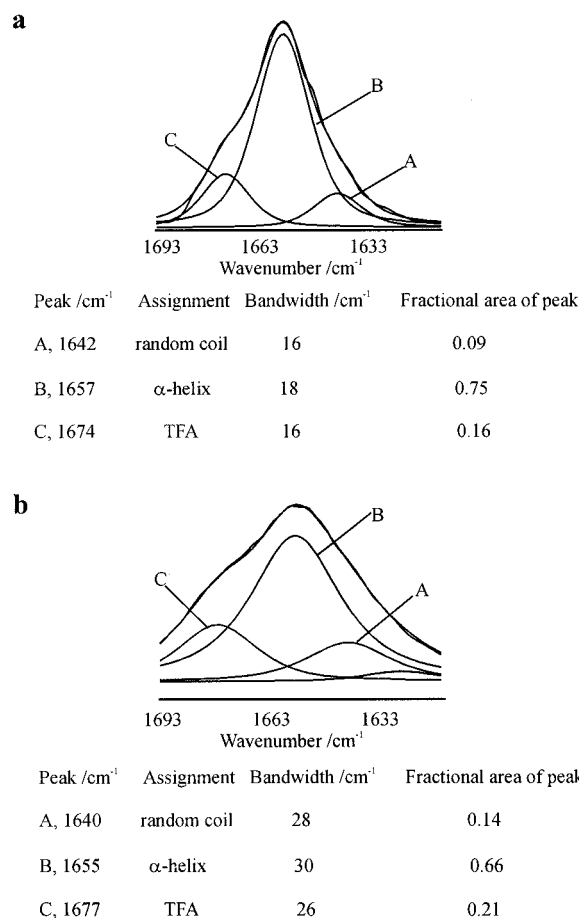 a
B
C
A
1693 1663 1633
Wavenumber /cm⁻¹
Peak /cm⁻¹ Assignment Bandwidth /cm⁻¹ Fractional area of peak
A, 1642 random coil 16 0.09
B, 1657 α-helix 18 0.75
C, 1674 TFA 16 0.16
b
B
C
A
1693 1663 1633
Wavenumber /cm⁻¹
Peak /cm⁻¹ Assignment Bandwidth /cm⁻¹ Fractional area of peak
A, 1640 random coil 28 0.14
B, 1655 α-helix 30 0.66
C, 1677 TFA 26 0.21